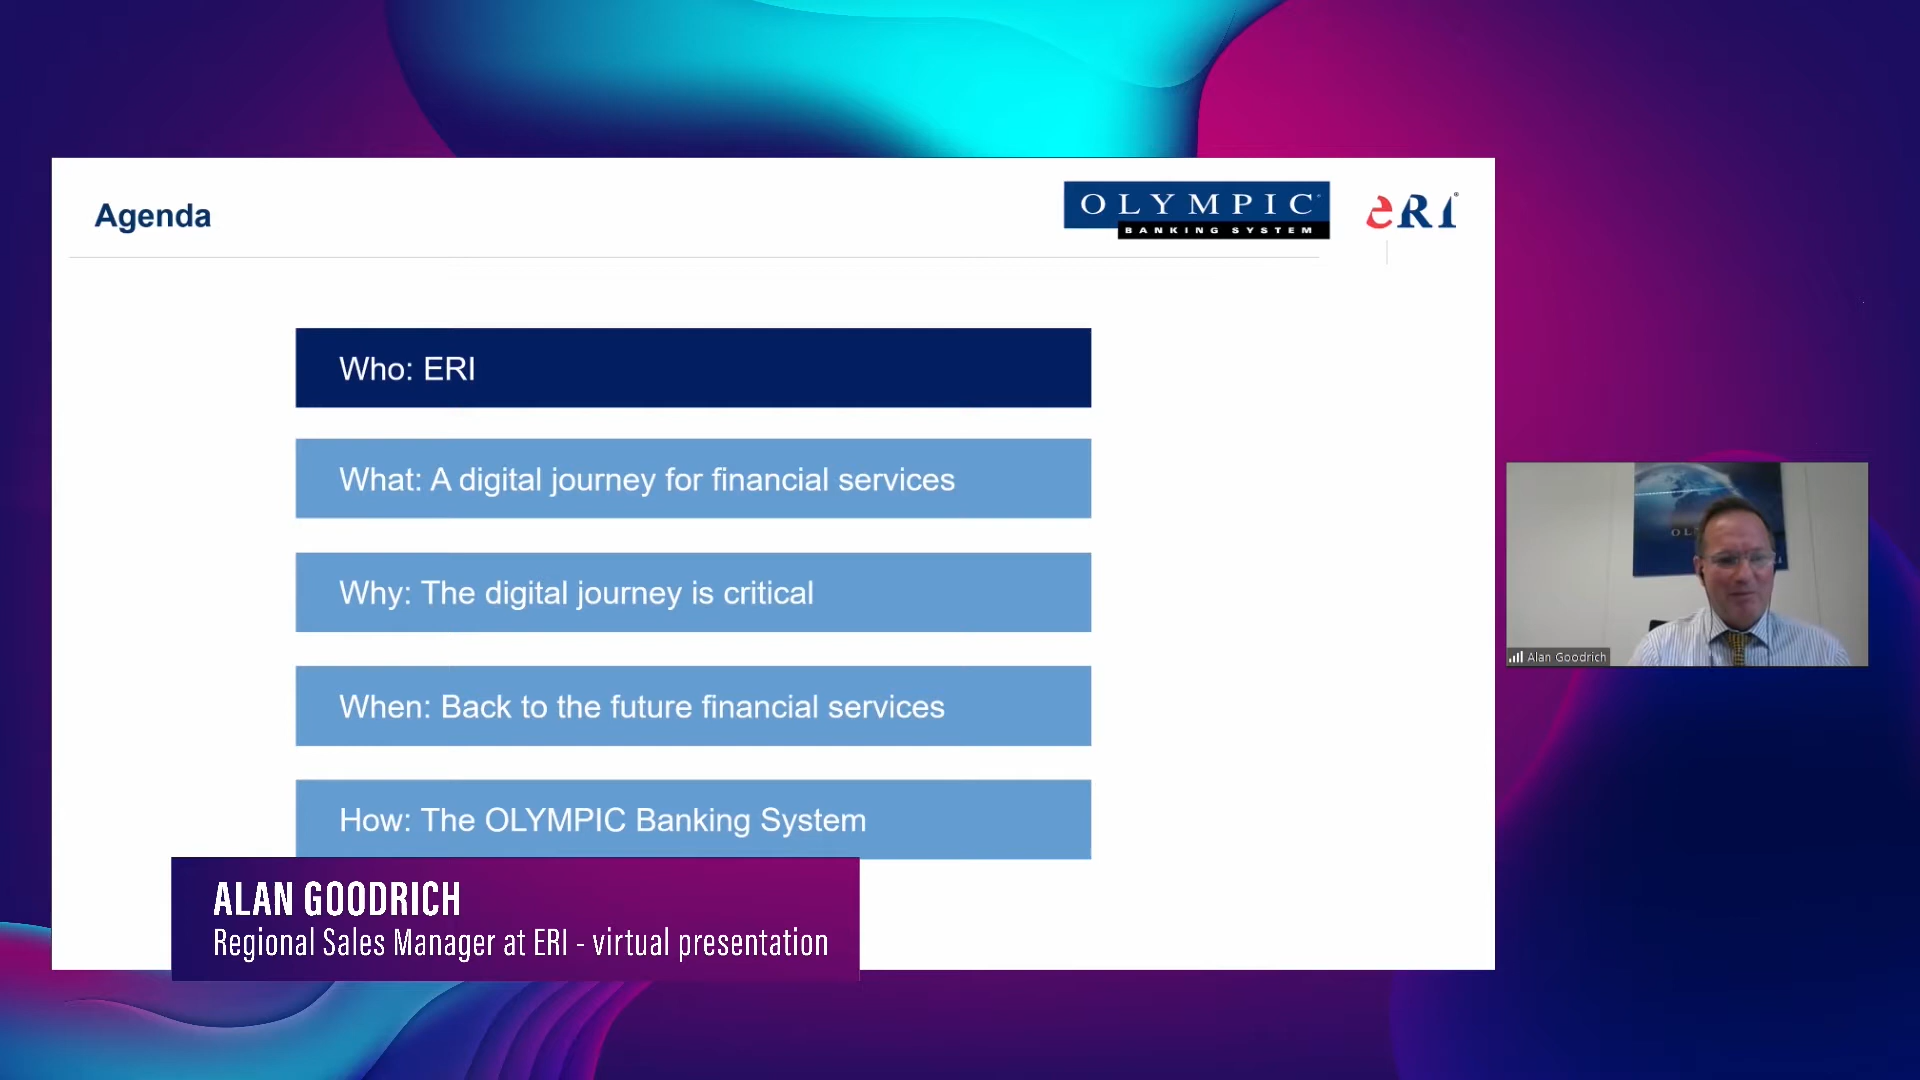 Agenda
OLYMPIC
BANKING SYSTEM
eRI
Who: ERI
What: A digital journey for financial services
Why: The digital journey is critical
When: Back to the future financial services
How: The OLYMPIC Banking System
Alan Goodrich
ALAN GOODRICH
Regional Sales Manager at ERI - virtual presentation